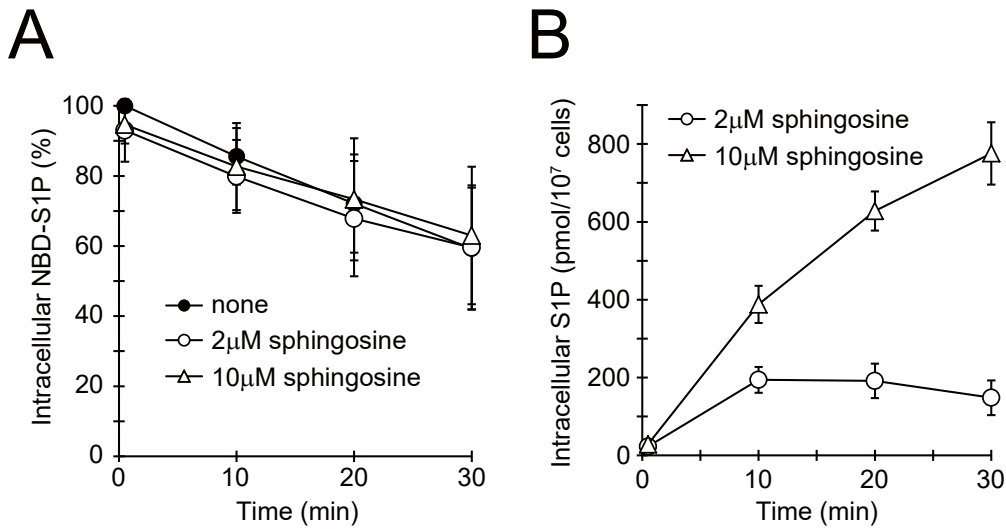 A
Intracellular NBD-S1P (%)
100
80
60
40
20
0
none
2μM sphingosine
10μM sphingosine
0 10 20 30
Time (min)
B
Intracellular S1P (pmol/10⁷ cells)
800
600
400
200
0
2μM sphingosine
10μM sphingosine
0 10 20 30
Time (min)